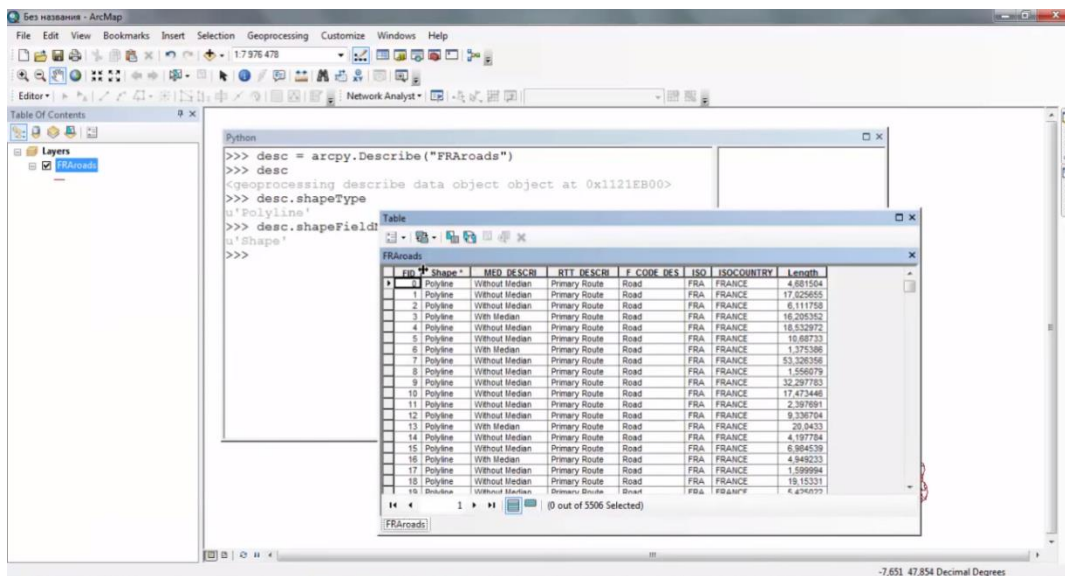 Без названия - ArcMap
File Edit View Bookmarks Insert Selection Geoprocessing Customize Windows Help
1:7 976 478
Editor Network Analyst
Table Of Contents
Layers
FRAroads
Python
>>> desc = arcpy.Describe("FRAroads")
>>> desc
<geoprocessing describe data object object at 0x1121EB00>
>>> desc.shapeType
u'Polyline'
>>> desc.shapeField
u'Shape'
>>>
Table
FRAroads
FID Shape * MED_DESCRI RTT_DESCRI F_CODE_DES ISO ISOCOUNTRY Length
0 Polyline Without Median Primary Route Road FRA FRANCE 4,681504
1 Polyline Without Median Primary Route Road FRA FRANCE 17,025655
2 Polyline Without Median Primary Route Road FRA FRANCE 6,111758
3 Polyline With Median Primary Route Road FRA FRANCE 16,205352
4 Polyline Without Median Primary Route Road FRA FRANCE 18,532972
5 Polyline Without Median Primary Route Road FRA FRANCE 10,68733
6 Polyline With Median Primary Route Road FRA FRANCE 1,375386
7 Polyline Without Median Primary Route Road FRA FRANCE 53,326356
8 Polyline Without Median Primary Route Road FRA FRANCE 1,556079
9 Polyline Without Median Primary Route Road FRA FRANCE 32,297783
10 Polyline Without Median Primary Route Road FRA FRANCE 17,473446
11 Polyline Without Median Primary Route Road FRA FRANCE 2,397691
12 Polyline Without Median Primary Route Road FRA FRANCE 9,336704
13 Polyline With Median Primary Route Road FRA FRANCE 20,0433
14 Polyline Without Median Primary Route Road FRA FRANCE 4,197784
15 Polyline Without Median Primary Route Road FRA FRANCE 6,984539
16 Polyline With Median Primary Route Road FRA FRANCE 4,949233
17 Polyline Without Median Primary Route Road FRA FRANCE 1,599994
18 Polyline Without Median Primary Route Road FRA FRANCE 19,15331
19 Polyline Without Median Primary Route Road FRA FRANCE 5,425022
1 (0 out of 5506 Selected)
FRAroads
-7,651 47,854 Decimal Degrees